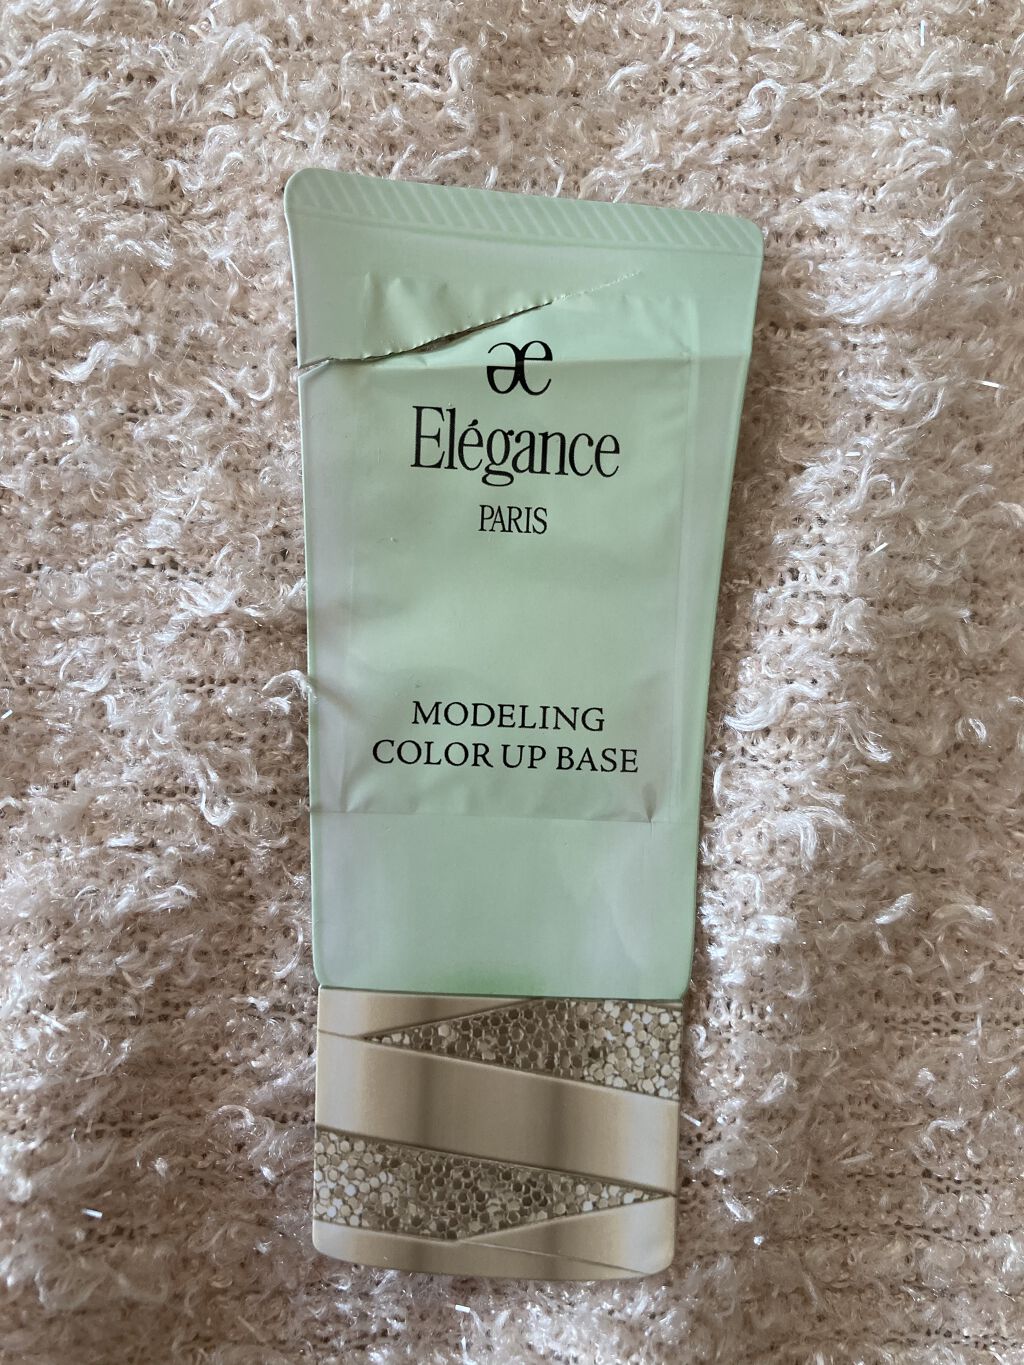 æ
Elégance
PARIS
MODELING
COLOR UP BASE